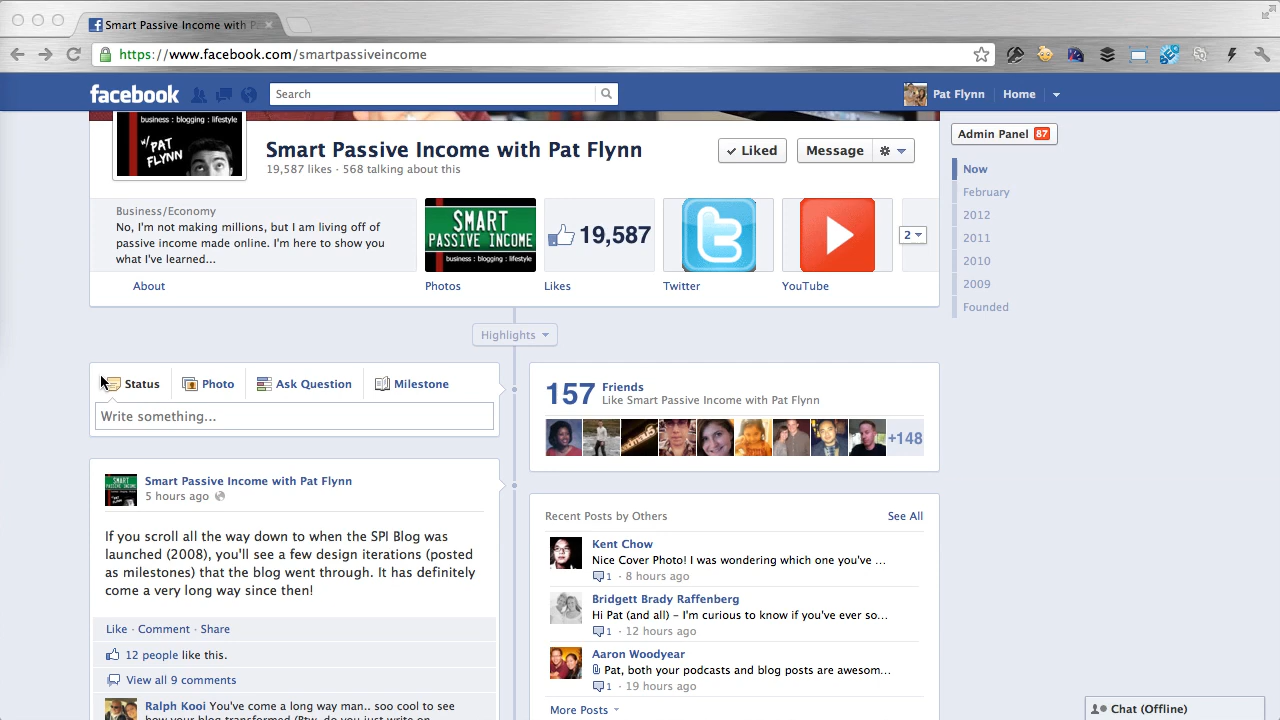 Smart Passive Income with P
https://www.facebook.com/smartpassiveincome
facebook
Search
Pat Flynn
Home
business : blogging : lifestyle
w/ PAT
FLYNN
Smart Passive Income with Pat Flynn
19,587 likes · 568 talking about this
Liked
Message
Admin Panel 87
Now
February
2012
2011
2010
2009
Founded
Business/Economy
No, I'm not making millions, but I am living off of
passive income made online. I'm here to show you
what I've learned...
About
SMART
PASSIVE INCOME
business : blogging : lifestyle
Photos
19,587
Likes
Twitter
YouTube
2
Highlights
Status
Photo
Ask Question
Milestone
Write something...
157 Friends
Like Smart Passive Income with Pat Flynn
+148
Smart Passive Income with Pat Flynn
5 hours ago
If you scroll all the way down to when the SPI Blog was
launched (2008), you'll see a few design iterations (posted
as milestones) that the blog went through. It has definitely
come a very long way since then!
Like · Comment · Share
12 people like this.
View all 9 comments
Ralph Kooi You've come a long way man.. soo cool to see
how your blog transformed (Btw, do you just write on
Recent Posts by Others
See All
Kent Chow
Nice Cover Photo! I was wondering which one you've ...
1 · 8 hours ago
Bridgett Brady Raffenberg
Hi Pat (and all) – I'm curious to know if you've ever so...
1 · 12 hours ago
Aaron Woodyear
Pat, both your podcasts and blog posts are awesom...
1 · 19 hours ago
More Posts
Chat (Offline)